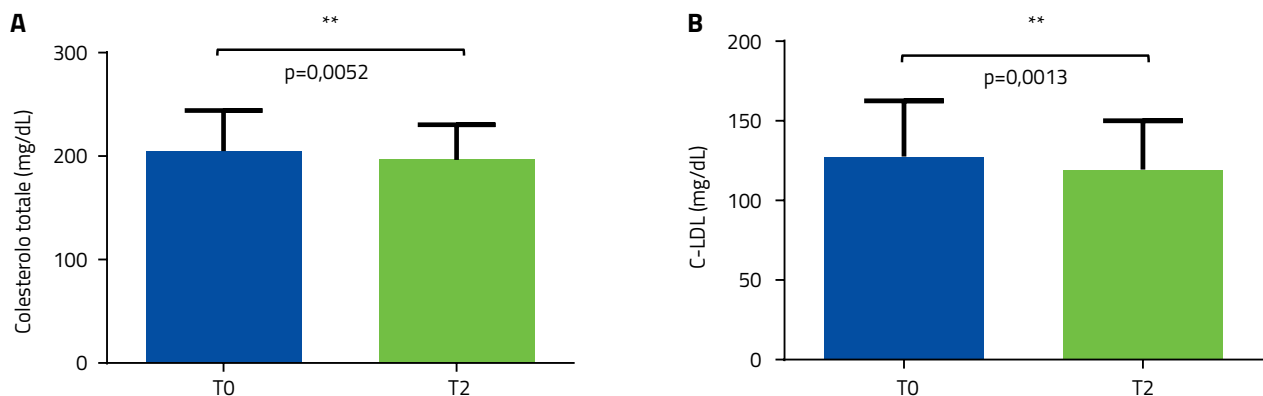 A
**
p=0,0052
Colesterolo totale (mg/dL)
300
200
100
0
T0
T2
B
**
p=0,0013
C-LDL (mg/dL)
200
150
100
50
0
T0
T2